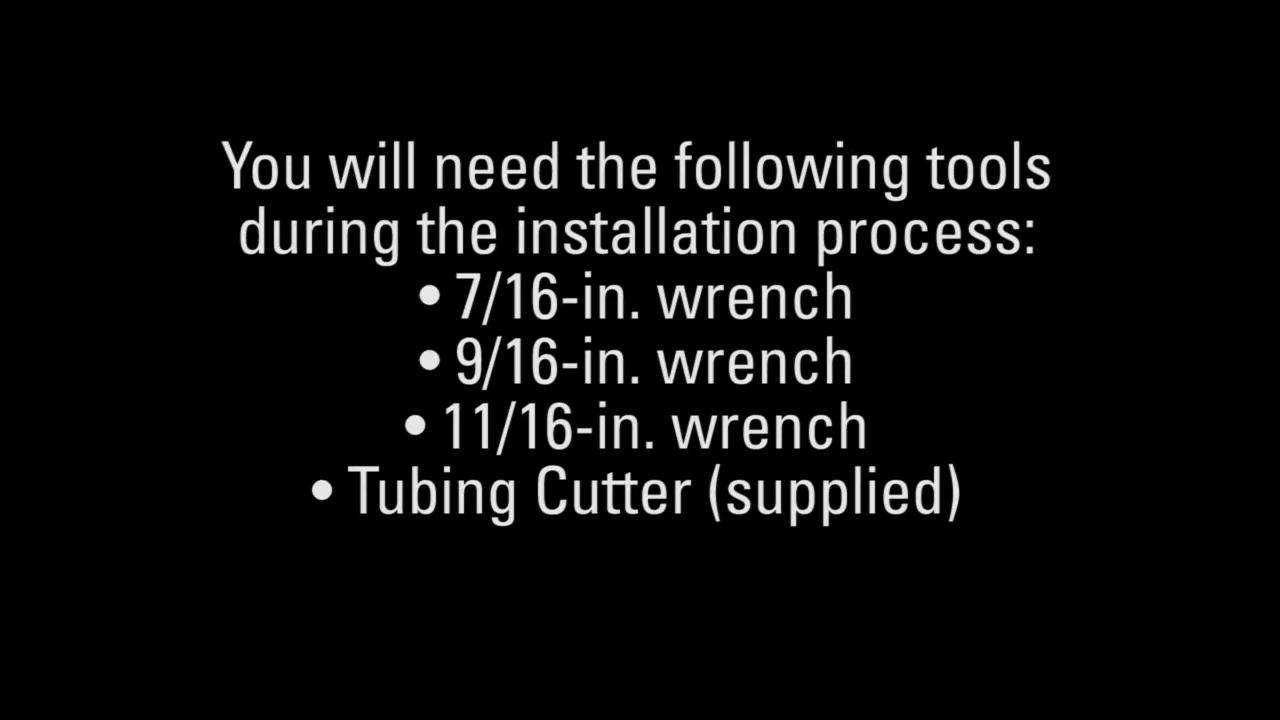 You will need the following tools
during the installation process:
• 7/16-in. wrench
• 9/16-in. wrench
• 11/16-in. wrench
• Tubing Cutter (supplied)